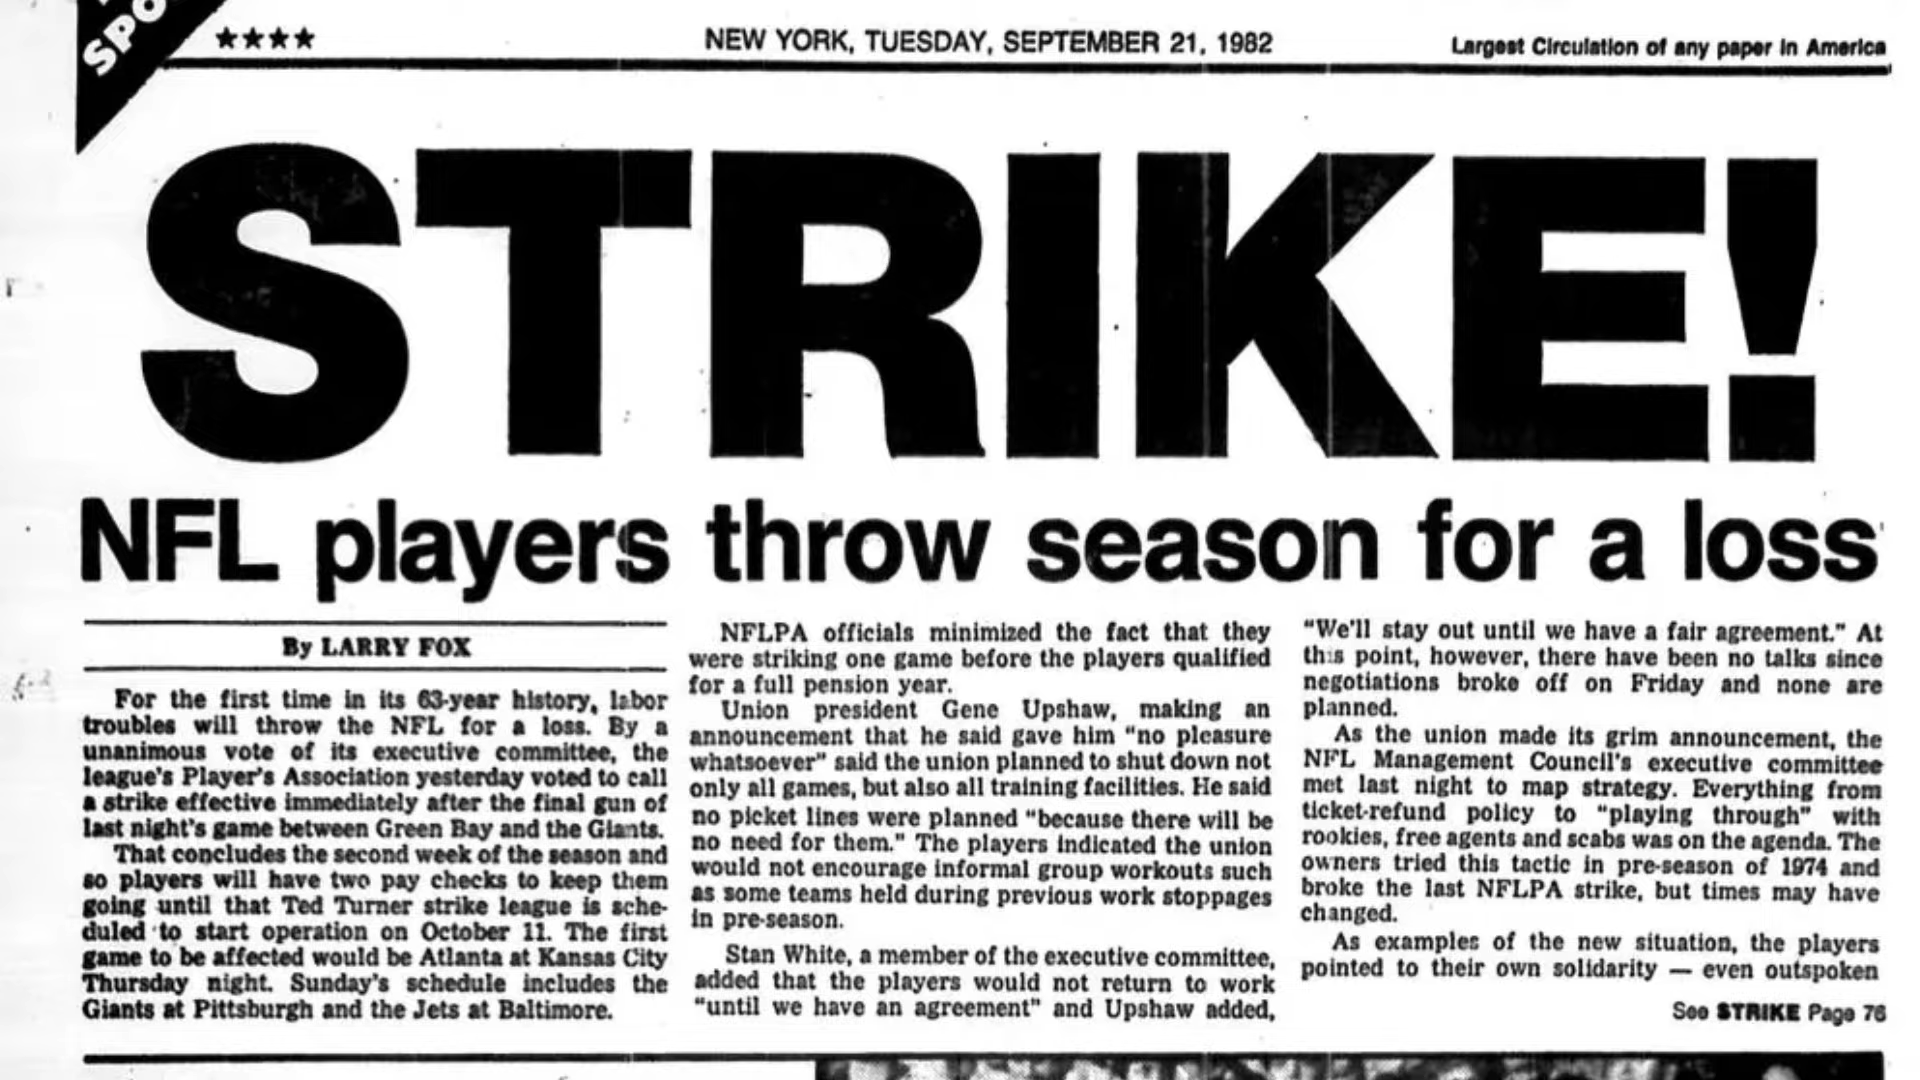 SPO
★★★★
NEW YORK, TUESDAY, SEPTEMBER 21, 1982
Largest Circulation of any paper in America
STRIKE!
NFL players throw season for a loss
By LARRY FOX
For the first time in its 63-year history, labor
troubles will throw the NFL for a loss. By a
unanimous vote of its executive committee, the
league's Player's Association yesterday voted to call
a strike effective immediately after the final gun of
last night's game between Green Bay and the Giants.
That concludes the second week of the season and
so players will have two pay checks to keep them
going until that Ted Turner strike league is sche-
duled to start operation on October 11. The first
game to be affected would be Atlanta at Kansas City
Thursday night. Sunday's schedule includes the
Giants at Pittsburgh and the Jets at Baltimore.
NFLPA officials minimized the fact that they
were striking one game before the players qualified
for a full pension year.
Union president Gene Upshaw, making an
announcement that he said gave him "no pleasure
whatsoever" said the union planned to shut down not
only all games, but also all training facilities. He said
no picket lines were planned "because there will be
no need for them." The players indicated the union
would not encourage informal group workouts such
as some teams held during previous work stoppages
in pre-season.
Stan White, a member of the executive committee,
added that the players would not return to work
"until we have an agreement" and Upshaw added,
"We'll stay out until we have a fair agreement." At
this point, however, there have been no talks since
negotiations broke off on Friday and none are
planned.
As the union made its grim announcement, the
NFL Management Council's executive committee
met last night to map strategy. Everything from
ticket-refund policy to "playing through" with
rookies, free agents and scabs was on the agenda. The
owners tried this tactic in pre-season of 1974 and
broke the last NFLPA strike, but times may have
changed.
As examples of the new situation, the players
pointed to their own solidarity — even outspoken
See STRIKE Page 76